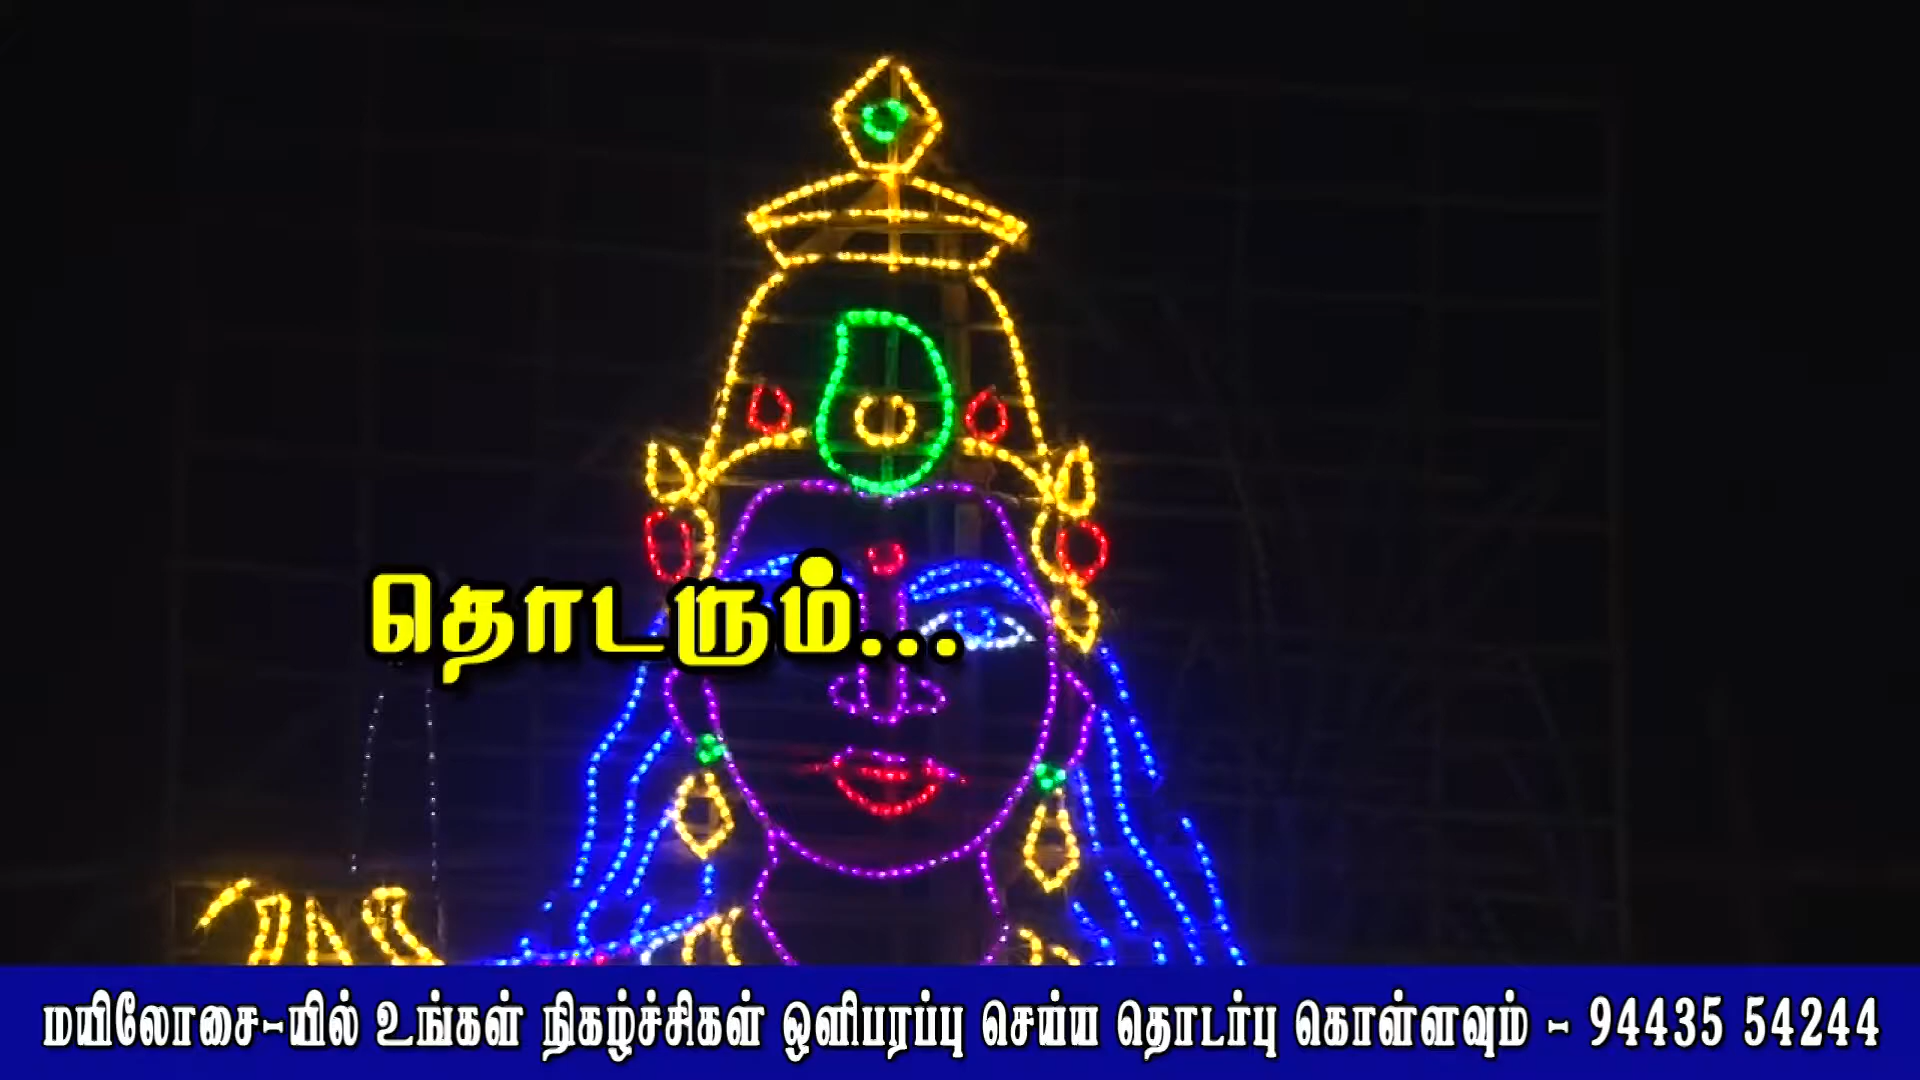 தொடரும்...
மயிலோசை-யில் உங்கள் நிகழ்ச்சிகள் ஒளிபரப்பு செய்ய தொடர்பு கொள்ளவும் - 94435 54244